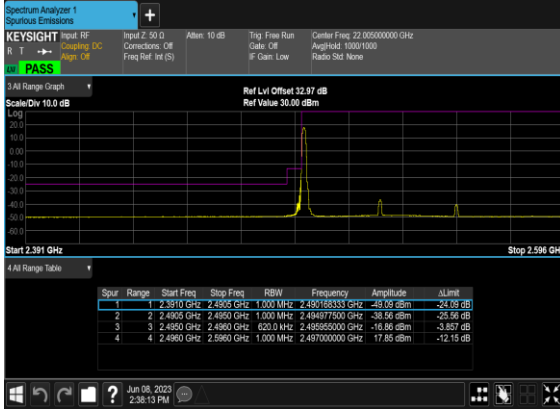 Spectrum Analyzer 1
Spurious Emissions
KEYSIGHT
R T
PASS
Input: RF
Coupling: DC
Align: Off
Input Z: 50 Ω
Corrections: Off
Freq Ref: Int (S)
Atten: 10 dB
Trig: Free Run
Gate: Off
IF Gain: Low
Center Freq: 22.005000000 GHz
Avg|Hold: 1000/1000
Radio Std: None
3 All Range Graph
Scale/Div 10.0 dB
Ref Lvl Offset 32.97 dB
Ref Value 30.00 dBm
Log
20.0
10.0
0.00
-10.0
-20.0
-30.0
-40.0
-50.0
-60.0
Start 2.391 GHz
Stop 2.596 GH
4 All Range Table
Spur Range Start Freq Stop Freq RBW Frequency Amplitude ΔLimit
1 1 2.3910 GHz 2.4905 GHz 1.000 MHz 2.490168333 GHz -49.09 dBm -24.09 dB
2 2 2.4905 GHz 2.4950 GHz 1.000 MHz 2.494977500 GHz -38.56 dBm -25.56 dB
3 3 2.4950 GHz 2.4960 GHz 620.0 kHz 2.495955000 GHz -16.86 dBm -3.857 dB
4 4 2.4960 GHz 2.5960 GHz 1.000 MHz 2.497000000 GHz 17.85 dBm -12.15 dB
Jun 08, 2023
2:38:13 PM